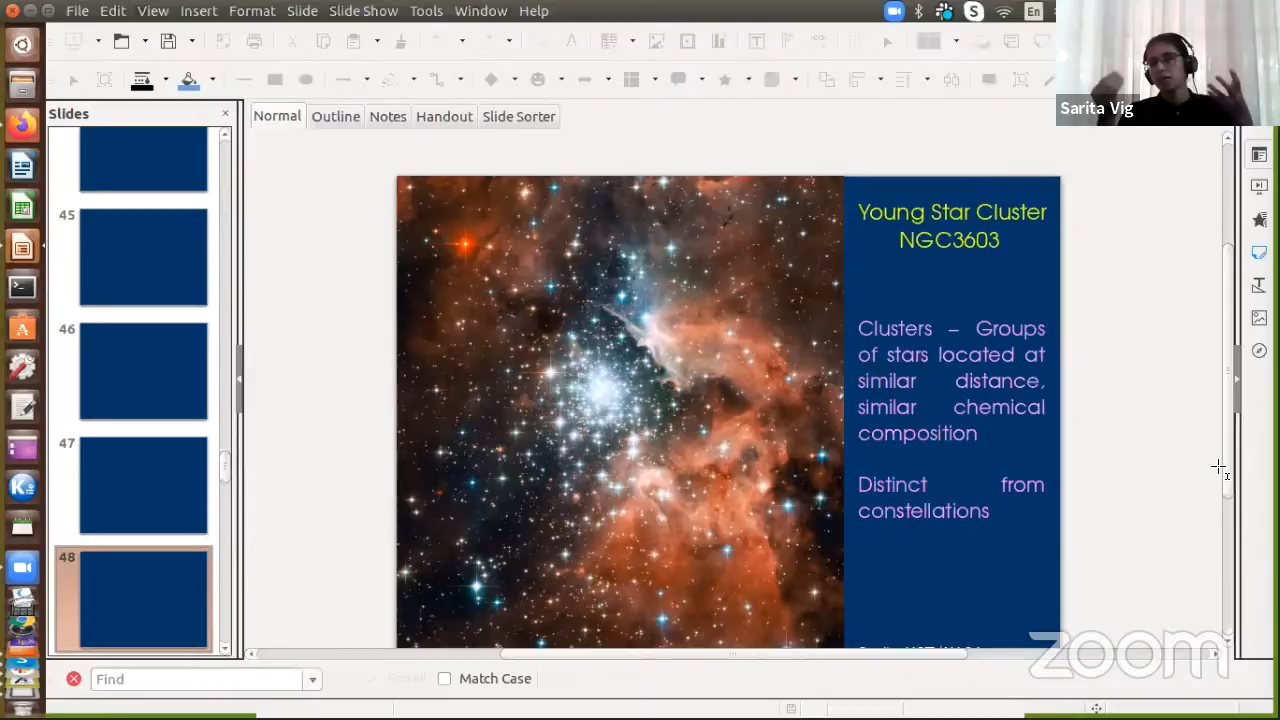 File Edit View Insert Format Slide Slide Show Tools Window Help
S
En
Sarita Vig
Slides
Normal Outline Notes Handout Slide Sorter
45
46
47
48
Young Star Cluster
NGC3603
Clusters – Groups
of stars located at
similar distance,
similar chemical
composition
Distinct from
constellations
zoom
Find
Match Case